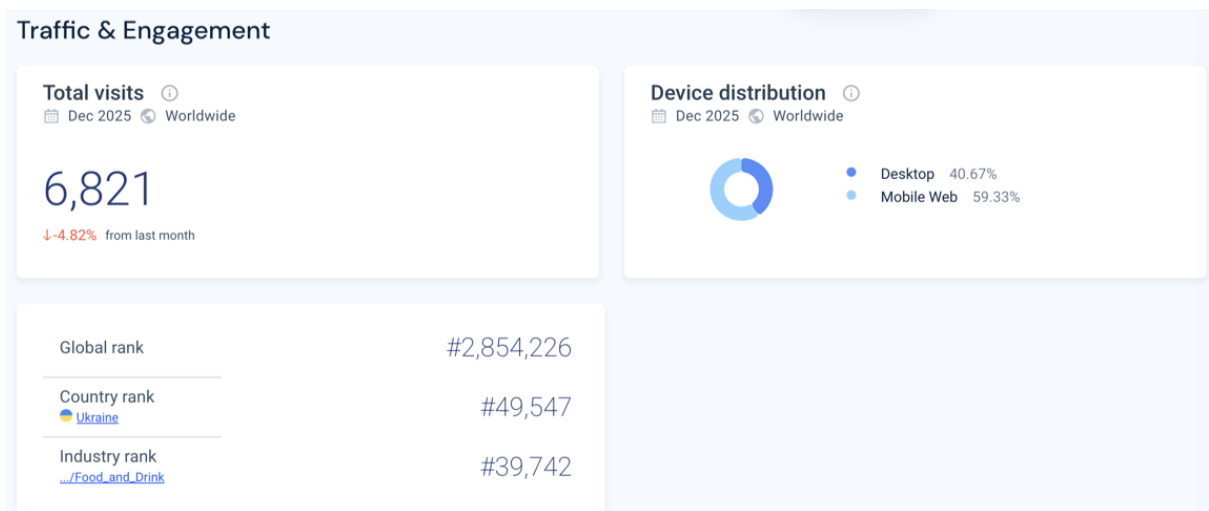 Traffic & Engagement
Total visits
Dec 2025 Worldwide
6,821
↓-4.82% from last month
Device distribution
Dec 2025 Worldwide
Desktop 40.67%
Mobile Web 59.33%
Global rank #2,854,226
Country rank
Ukraine
#49,547
Industry rank
.../Food_and_Drink
#39,742